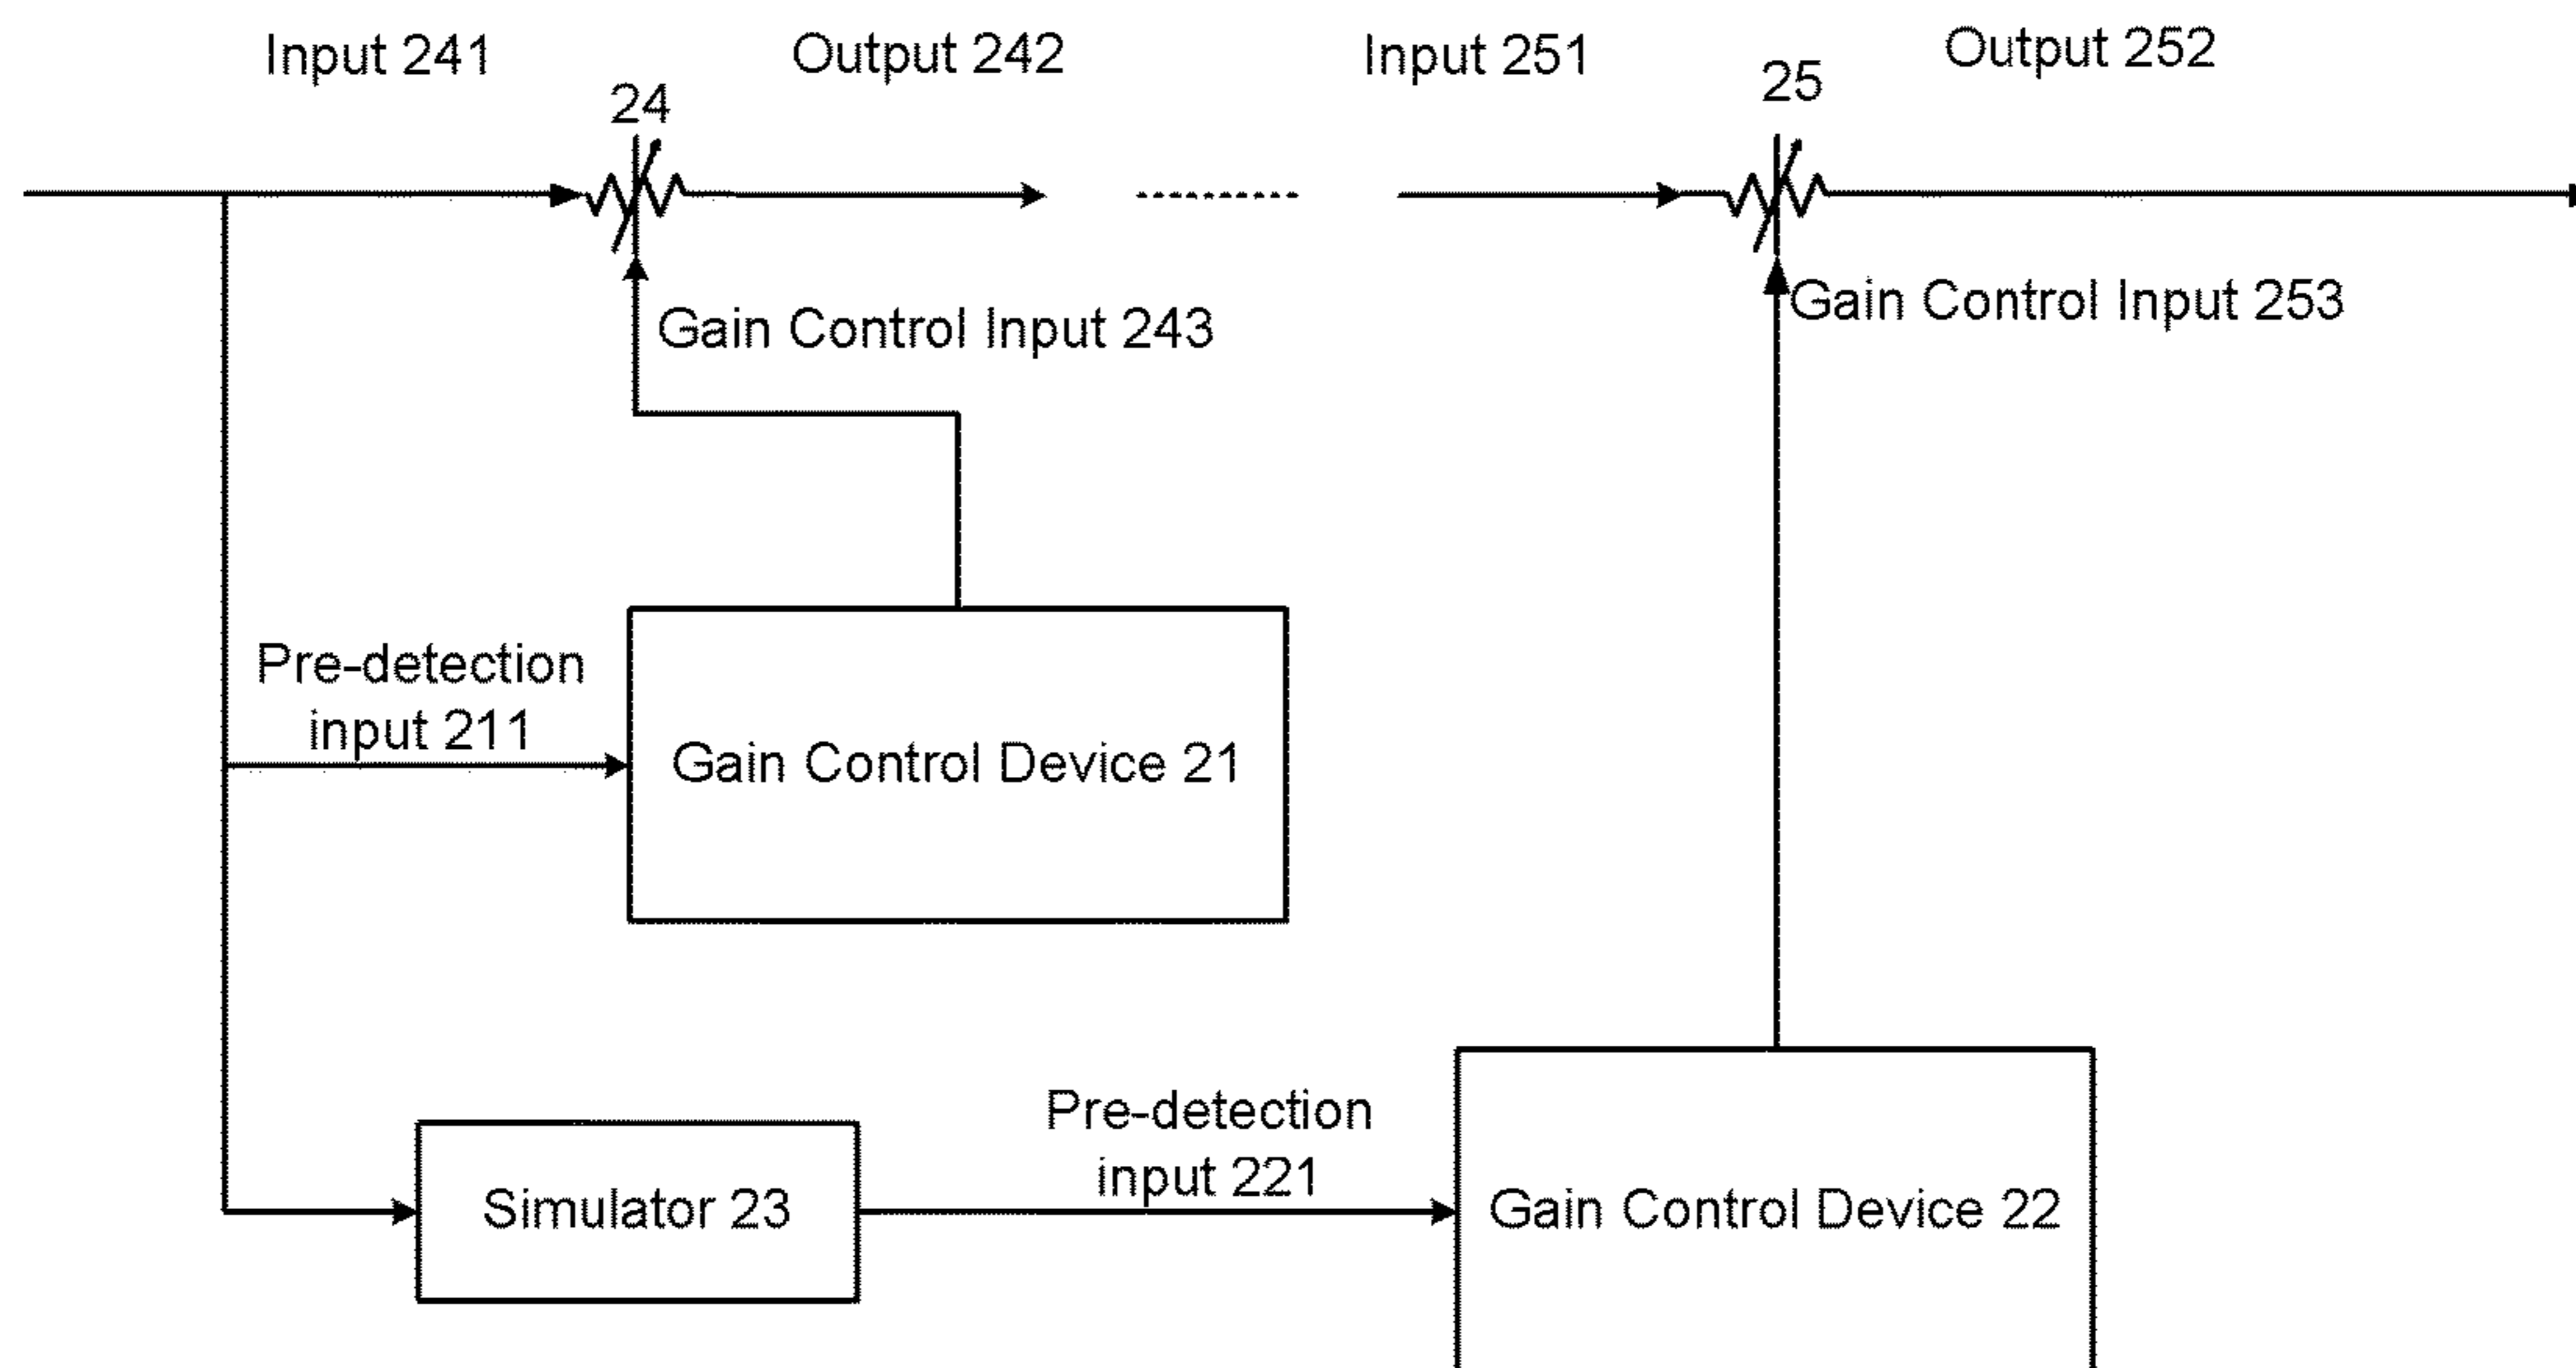 Input 241
Output 242
Input 251
Output 252
24
25
Gain Control Input 243
Gain Control Input 253
Pre-detection
input 211
Gain Control Device 21
Pre-detection
input 221
Simulator 23
Gain Control Device 22